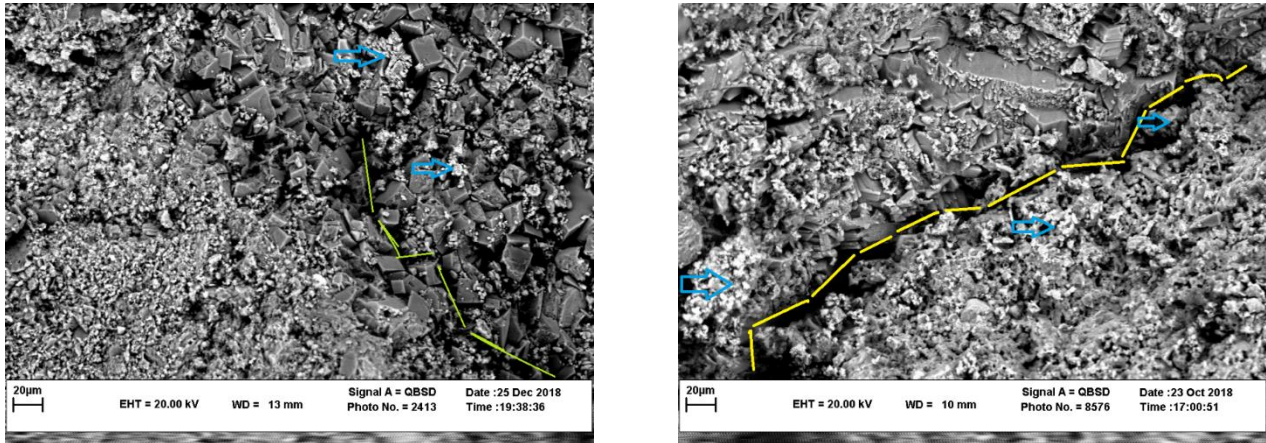 20µm
EHT = 20.00 kV
WD = 13 mm
Signal A = QBSD
Photo No. = 2413
Date :25 Dec 2018
Time :19:38:36
20µm
EHT = 20.00 kV
WD = 10 mm
Signal A = QBSD
Photo No. = 8576
Date :23 Oct 2018
Time :17:00:51